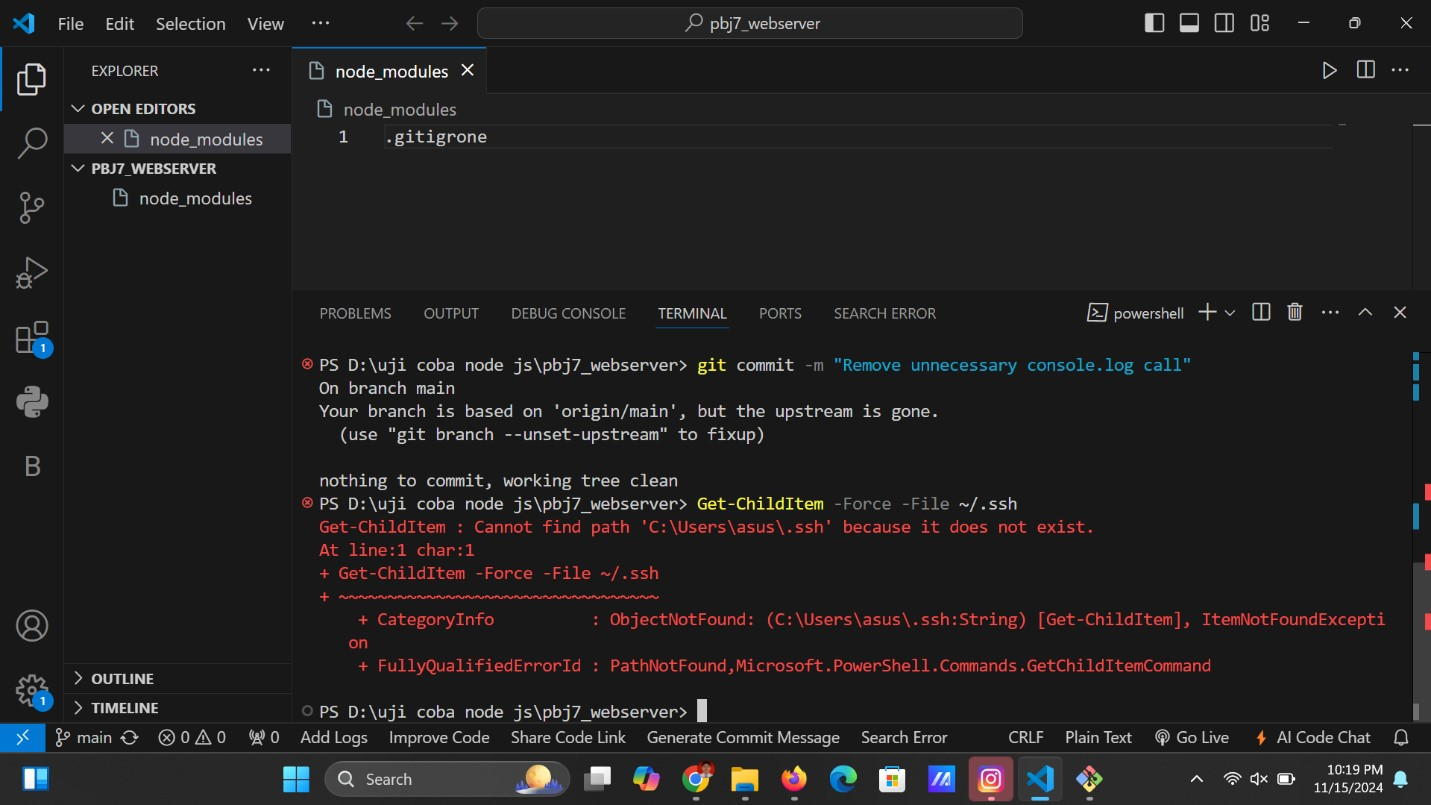 File Edit Selection View ··· pbj7_webserver
EXPLORER ···
OPEN EDITORS
node_modules
PBJ7_WEBSERVER
node_modules
OUTLINE
TIMELINE
1
B
1
node_modules
node_modules
1 .gitigrone
PROBLEMS OUTPUT DEBUG CONSOLE TERMINAL PORTS SEARCH ERROR powershell
PS D:\uji coba node js\pbj7_webserver> git commit -m "Remove unnecessary console.log call"
On branch main
Your branch is based on 'origin/main', but the upstream is gone.
(use "git branch --unset-upstream" to fixup)
nothing to commit, working tree clean
PS D:\uji coba node js\pbj7_webserver> Get-ChildItem -Force -File ~/.ssh
Get-ChildItem : Cannot find path 'C:\Users\asus\.ssh' because it does not exist.
At line:1 char:1
+ Get-ChildItem -Force -File ~/.ssh
+ ~~~~~~~~~~~~~~~~~~~~~~~~~~~~~~~~~
+ CategoryInfo : ObjectNotFound: (C:\Users\asus\.ssh:String) [Get-ChildItem], ItemNotFoundExcepti
on
+ FullyQualifiedErrorId : PathNotFound,Microsoft.PowerShell.Commands.GetChildItemCommand
PS D:\uji coba node js\pbj7_webserver>
main 0 0 0 Add Logs Improve Code Share Code Link Generate Commit Message Search Error CRLF Plain Text Go Live AI Code Chat
Search
10:19 PM
11/15/2024